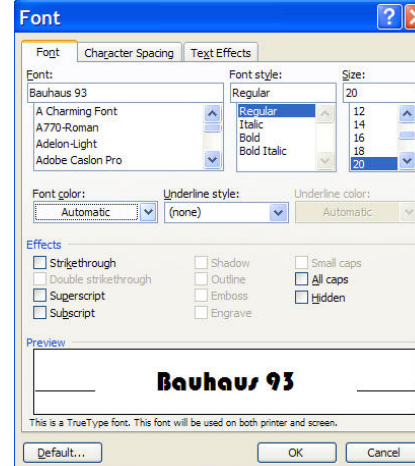 Font
Font Character Spacing Text Effects
Font: Font style: Size:
Bauhaus 93 Regular 20
A Charming Font Regular 12
A770-Roman Italic 14
Adelon-Light Bold 16
Adobe Caslon Pro Bold Italic 18
20
Font color: Underline style: Underline color:
Automatic (none) Automatic
Effects
Strikethrough Shadow Small caps
Double strikethrough Outline All caps
Superscript Emboss Hidden
Subscript Engrave
Preview
Bauhaus 93
This is a TrueType font. This font will be used on both printer and screen.
Default... OK Cancel